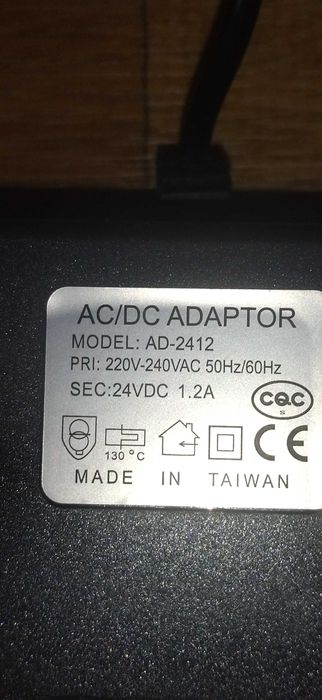 AC/DC ADAPTOR
MODEL: AD-2412
PRI: 220V-240VAC 50Hz/60Hz
SEC:24VDC 1.2A
CQC
S
130 °C
CE
MADE IN TAIWAN